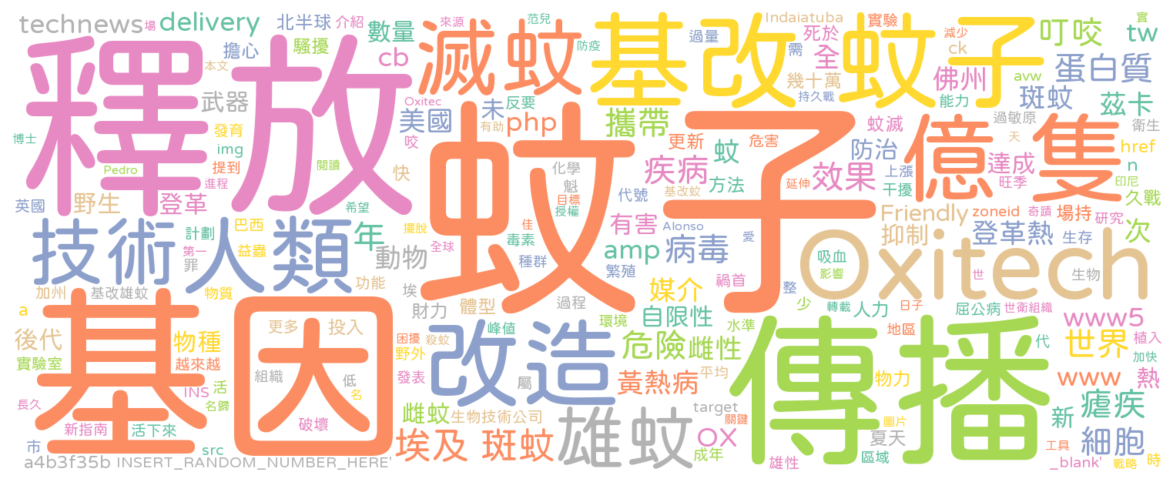 technews 場 delivery 北半球 介紹 來源 范兒 過量 Indaiatuba 實驗 減少 叮咬 tw 實
擔心 騷擾 數量 cb 滅蚊 防疫 基改蚊子 需 死於 全 ck 佛州 avw 蛋白質
釋放 本文 武器 美國 Oxitec 未 反要 持久戰 幾十萬 能力 斑蚊 茲卡
博士 發育 img 提到 閱讀 咬 有助 php 攜帶 更新 蚊 危害 蚊滅 過敏原 衛生
Pedro 進程 快 化學 疾病 方法 防治 上漲 天 href n
英國 野生 登革 希望 魁 目標 授權 代號 基改蚊 延伸 效果 干擾 達成 旺季 印尼 久戰
蚊子 億隻
計劃 巴西 益蟲 擺脫 佳 毒素 有害 Alonso Friendly zoneid 奇蹟 場持 研究 次
技術 人類 年 第一 罪 全球 種群 繁殖 amp 病毒 愛 抑制 登革熱 生存
動物 吸血 影響 Oxitech 世 生物
加州 基改雄蚊 物質 功能 埃 過程 媒介 禍首 整
a 後代 物種 更多 投入 財力 體型 環境 自限性 水準 少 轉載 人力 日子 屈公病 世衛組織 www5 植入
基因 大 困擾 峰值 殺蚊 改造 危險 雌性 傳播 地區 代 世界 加快
實驗室 越來越 組織 低 野外 發表 屬 黃熱病 平均 物力 www 熱
長久 INS 活 名錒 名 雌蚊 生物技術公司 target 關鍵 圖片 新 瘧疾
新指南 活下來 破壞 埃及 斑蚊 雄蚊 OX 夏天 工具 細胞
市 src 成年 區域
a4b3f35b INSERT_RANDOM_NUMBER_HERE' 雄性 _blank' 戰略 時